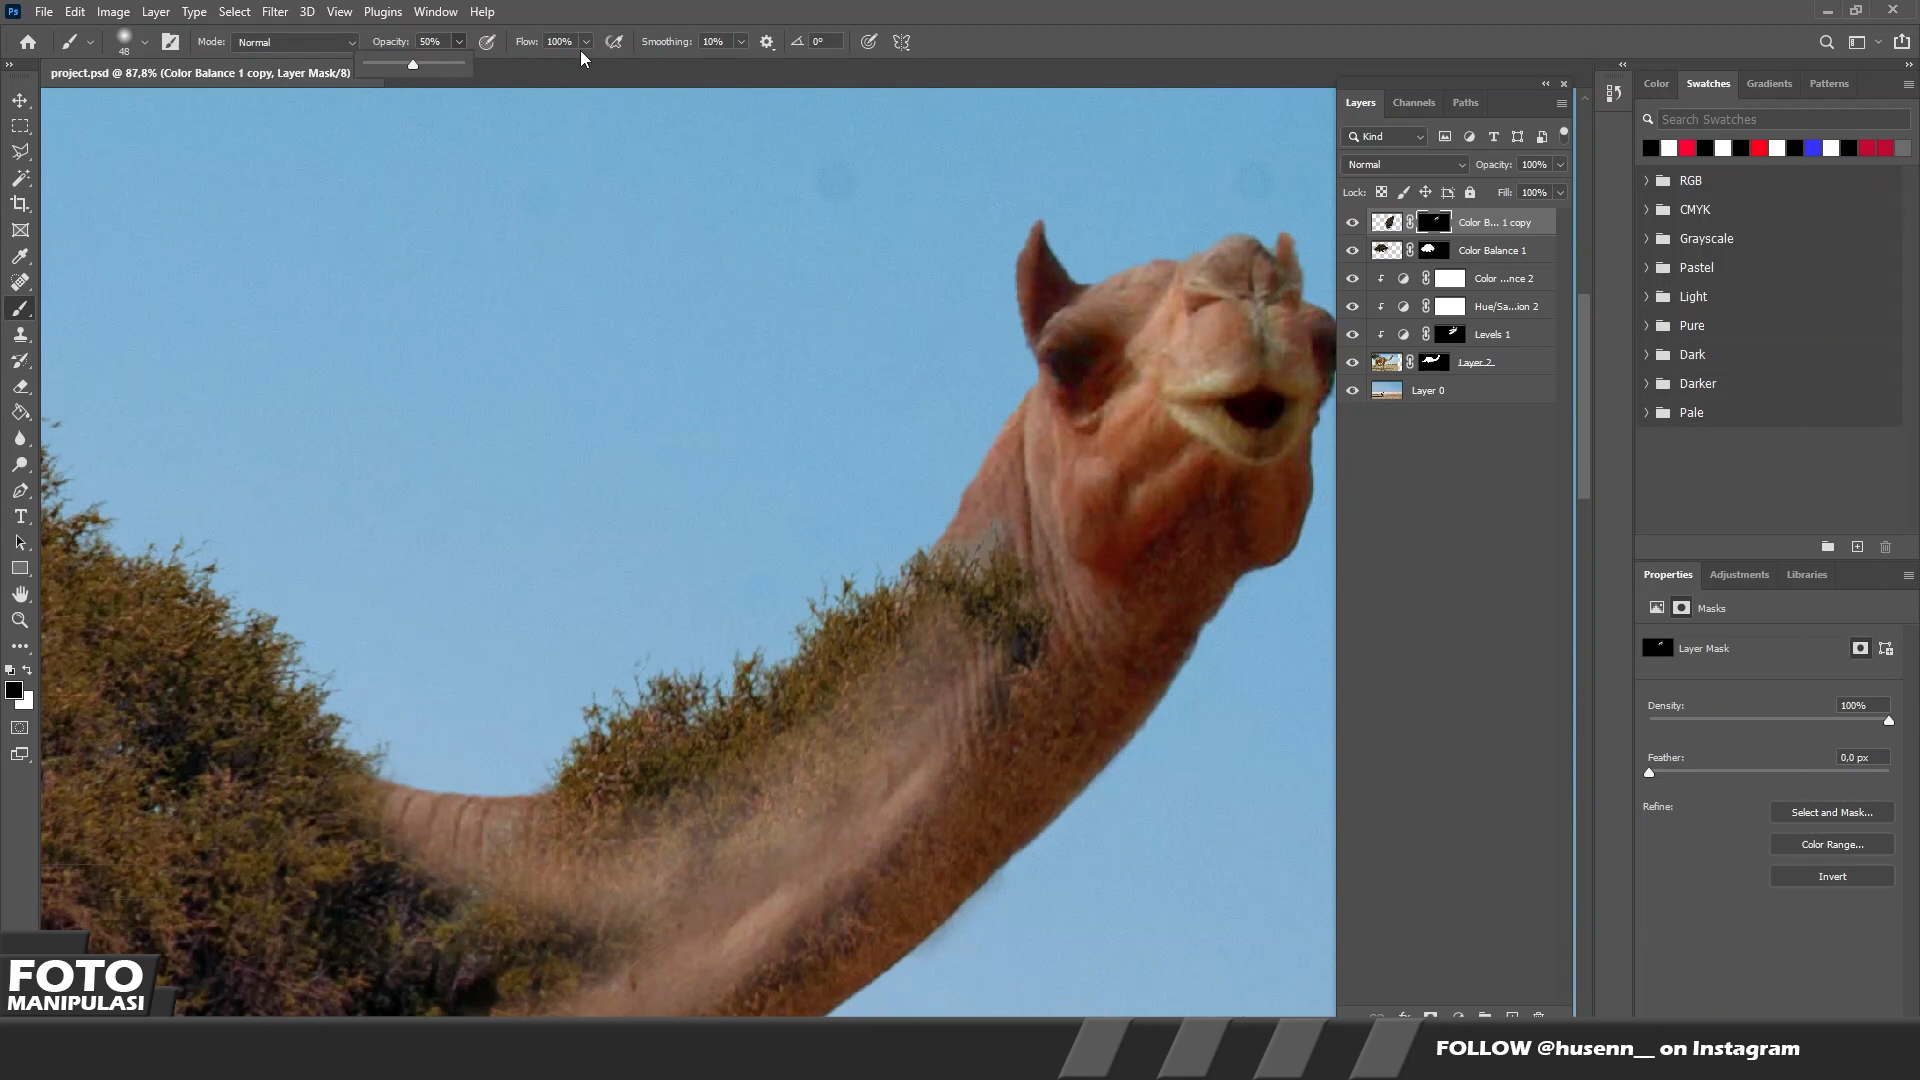 Ps File Edit Image Layer Type Select Filter 3D View Plugins Window Help
48 Mode: Normal Opacity: 50% Flow: 100% Smoothing: 10% 0°
project.psd @ 87,8% (Color Balance 1 copy, Layer Mask/8)
Layers Channels Paths
Kind
Normal Opacity: 100%
Lock: Fill: 100%
Color B... 1 copy
Color Balance 1
Color ...nce 2
Hue/Sa...ion 2
Levels 1
Layer 2
Layer 0
Color Swatches Gradients Patterns
Search Swatches
RGB
CMYK
Grayscale
Pastel
Light
Pure
Dark
Darker
Pale
Properties Adjustments Libraries
Masks
Layer Mask
Density: 100%
Feather: 0,0 px
Refine: Select and Mask...
Color Range...
Invert
FOTO
MANIPULASI
FOLLOW @husenn__ on Instagram